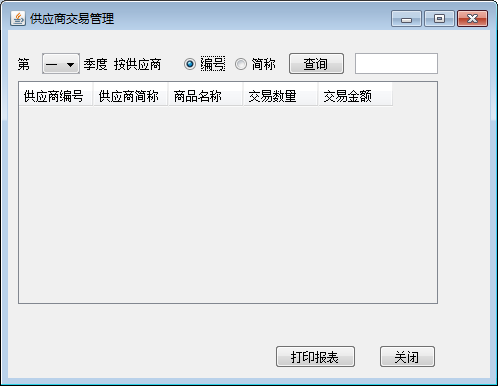 供应商交易管理
第 一 季度 按供应商 编号 简称 查询
供应商编号 供应商简称 商品名称 交易数量 交易金额
打印报表 关闭